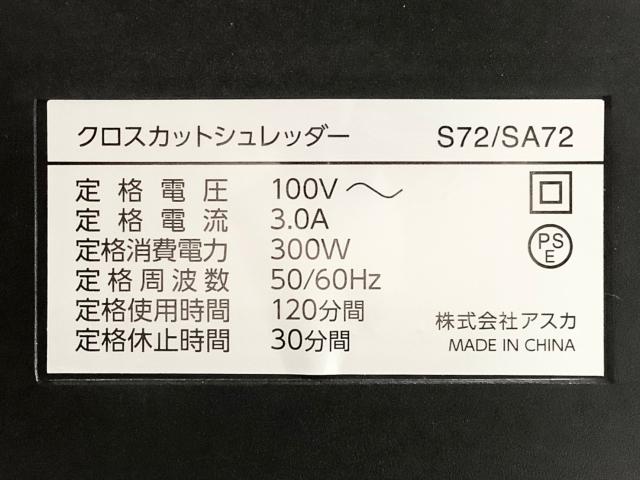 クロスカットシュレッダー S72/SA72
定格電圧 100V 〜
定格電流 3.0A
定格消費電力 300W
定格周波数 50/60Hz
定格使用時間 120分間
定格休止時間 30分間
PS
E
株式会社アスカ
MADE IN CHINA